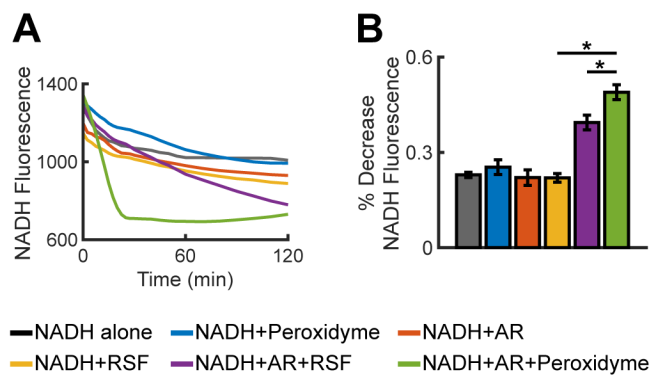 A
NADH Fluorescence
1400
1000
600
0
60
120
Time (min)
B
% Decrease
NADH Fluorescence
0.6
0.3
0
*
*
NADH alone
NADH+Peroxidyme
NADH+AR
NADH+RSF
NADH+AR+RSF
NADH+AR+Peroxidyme